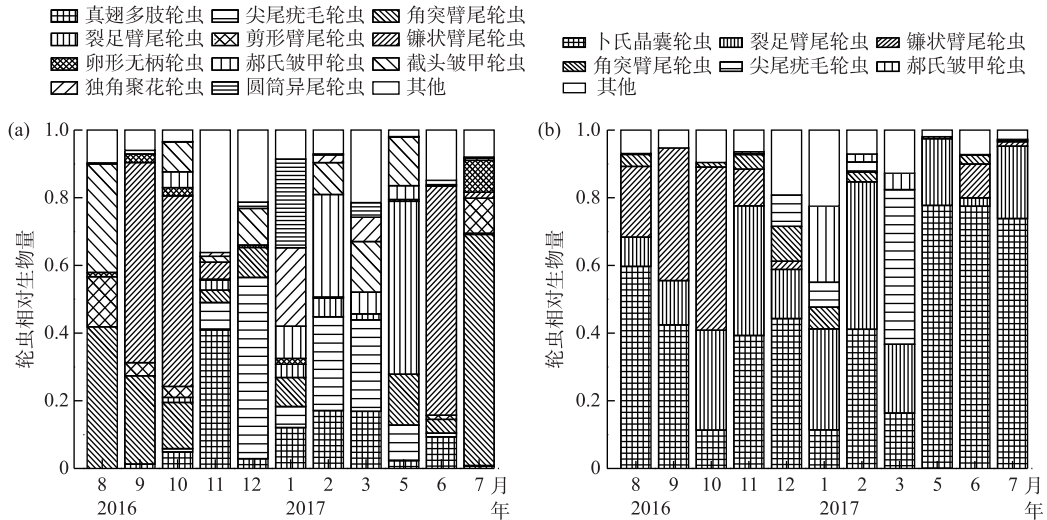 真翅多肢轮虫 尖尾疣毛轮虫 角突臂尾轮虫
裂足臂尾轮虫 剪形臂尾轮虫 镰状臂尾轮虫
卵形无柄轮虫 郝氏皱甲轮虫 截头皱甲轮虫
独角聚花轮虫 圆筒异尾轮虫 其他
(a)
轮虫相对生物量
1.0
0.8
0.6
0.4
0.2
0
8 9 10 11 12 1 2 3 5 6 7 月
2016 2017 年
卜氏晶囊轮虫 裂足臂尾轮虫 镰状臂尾轮虫
角突臂尾轮虫 尖尾疣毛轮虫 郝氏皱甲轮虫
其他
(b)
轮虫相对生物量
1.0
0.8
0.6
0.4
0.2
0
8 9 10 11 12 1 2 3 5 6 7 月
2016 2017 年